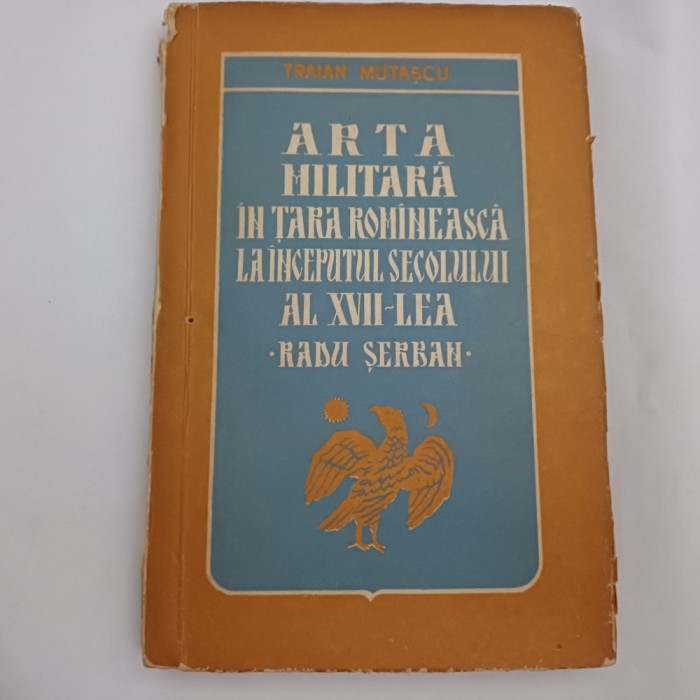 TRAIAN MUTAȘCU
ARTA
MILITARĂ
ÎN ȚARA ROMÎNEASCĂ
LA ÎNCEPUTUL SECOLULUI
AL XVII-LEA
· RADU ȘERBAN ·